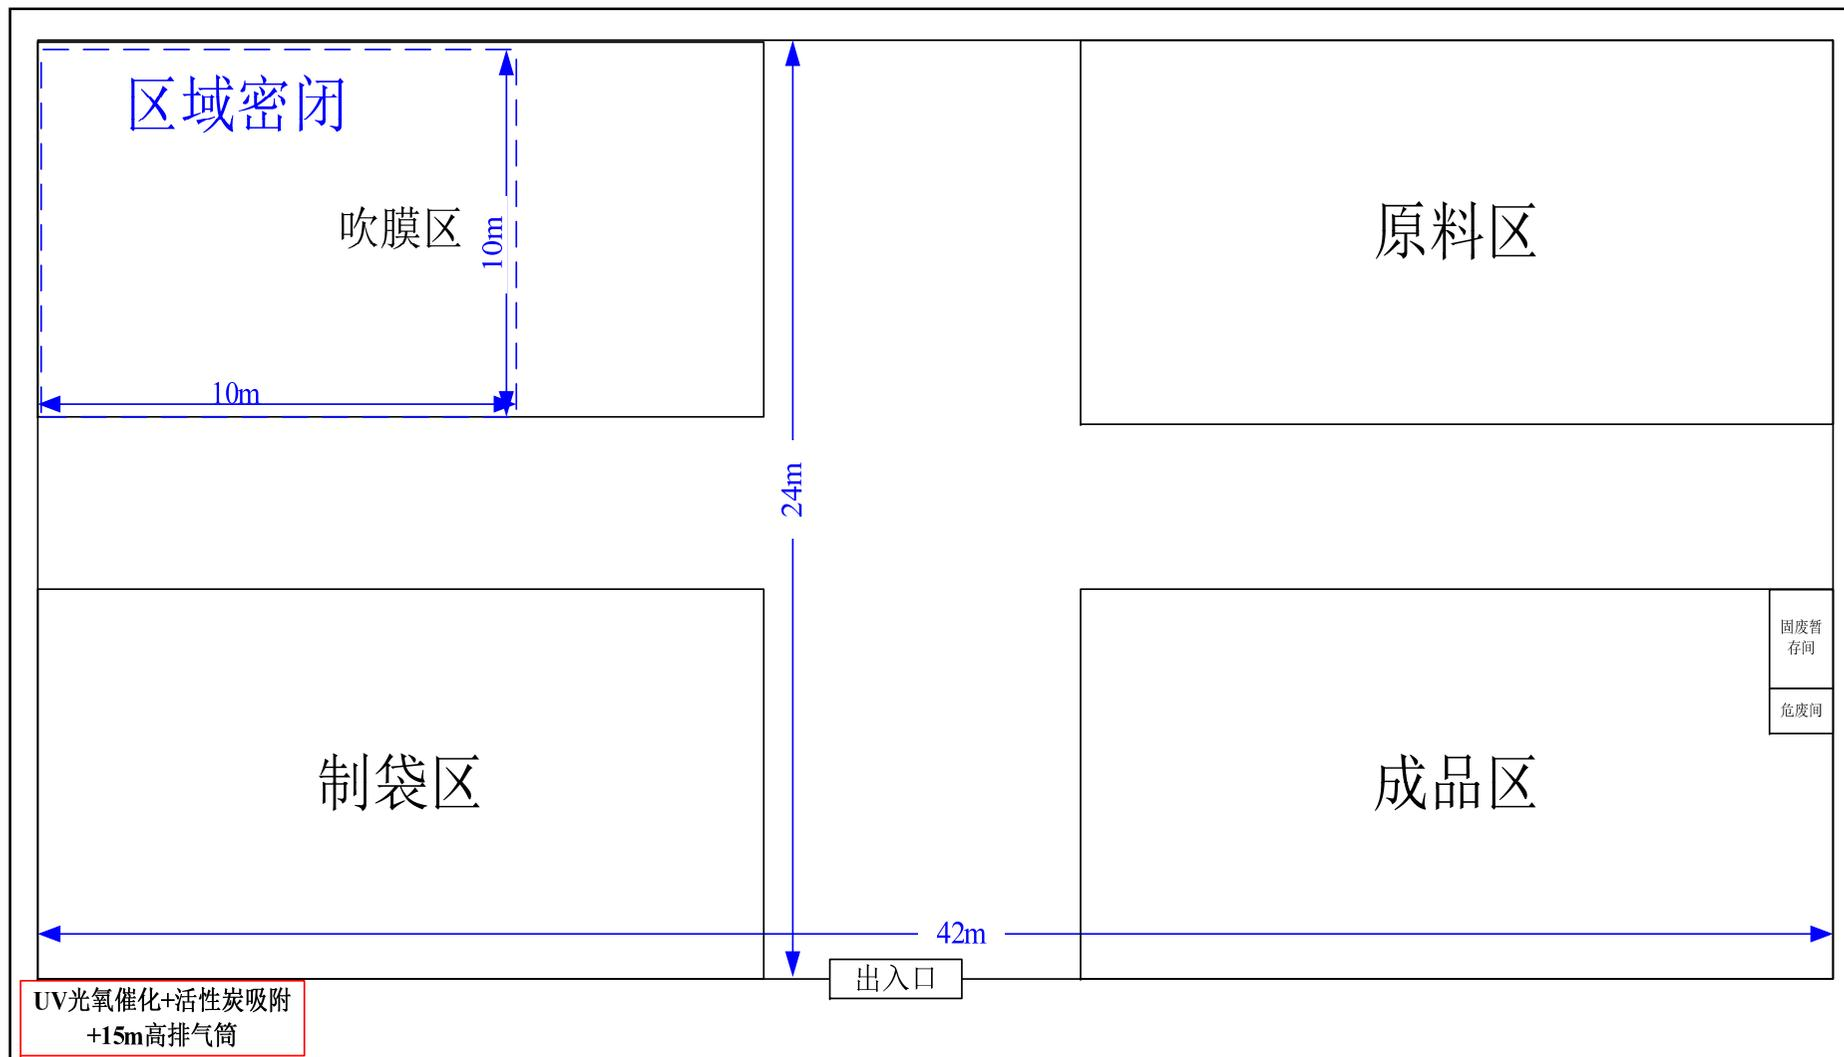 区域密闭
吹膜区
10m
10m
原料区
24m
固废暂
存间
危废间
制袋区
成品区
42m
出入口
UV光氧催化+活性炭吸附
+15m高排气筒